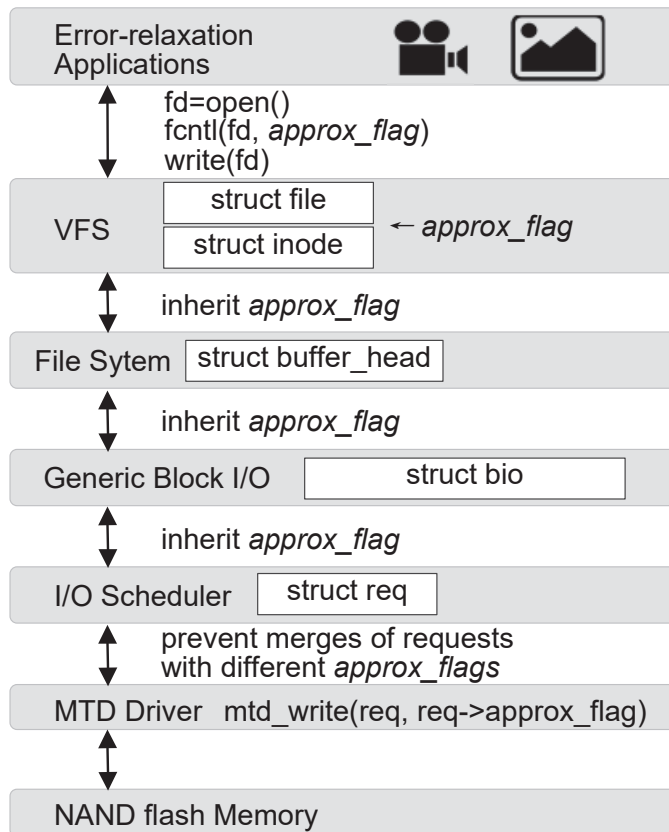 Error-relaxation
Applications
fd=open()
fcntl(fd, approx_flag)
write(fd)
VFS
struct file
struct inode
← approx_flag
inherit approx_flag
File Sytem
struct buffer_head
inherit approx_flag
Generic Block I/O
struct bio
inherit approx_flag
I/O Scheduler
struct req
prevent merges of requests
with different approx_flags
MTD Driver mtd_write(req, req->approx_flag)
NAND flash Memory